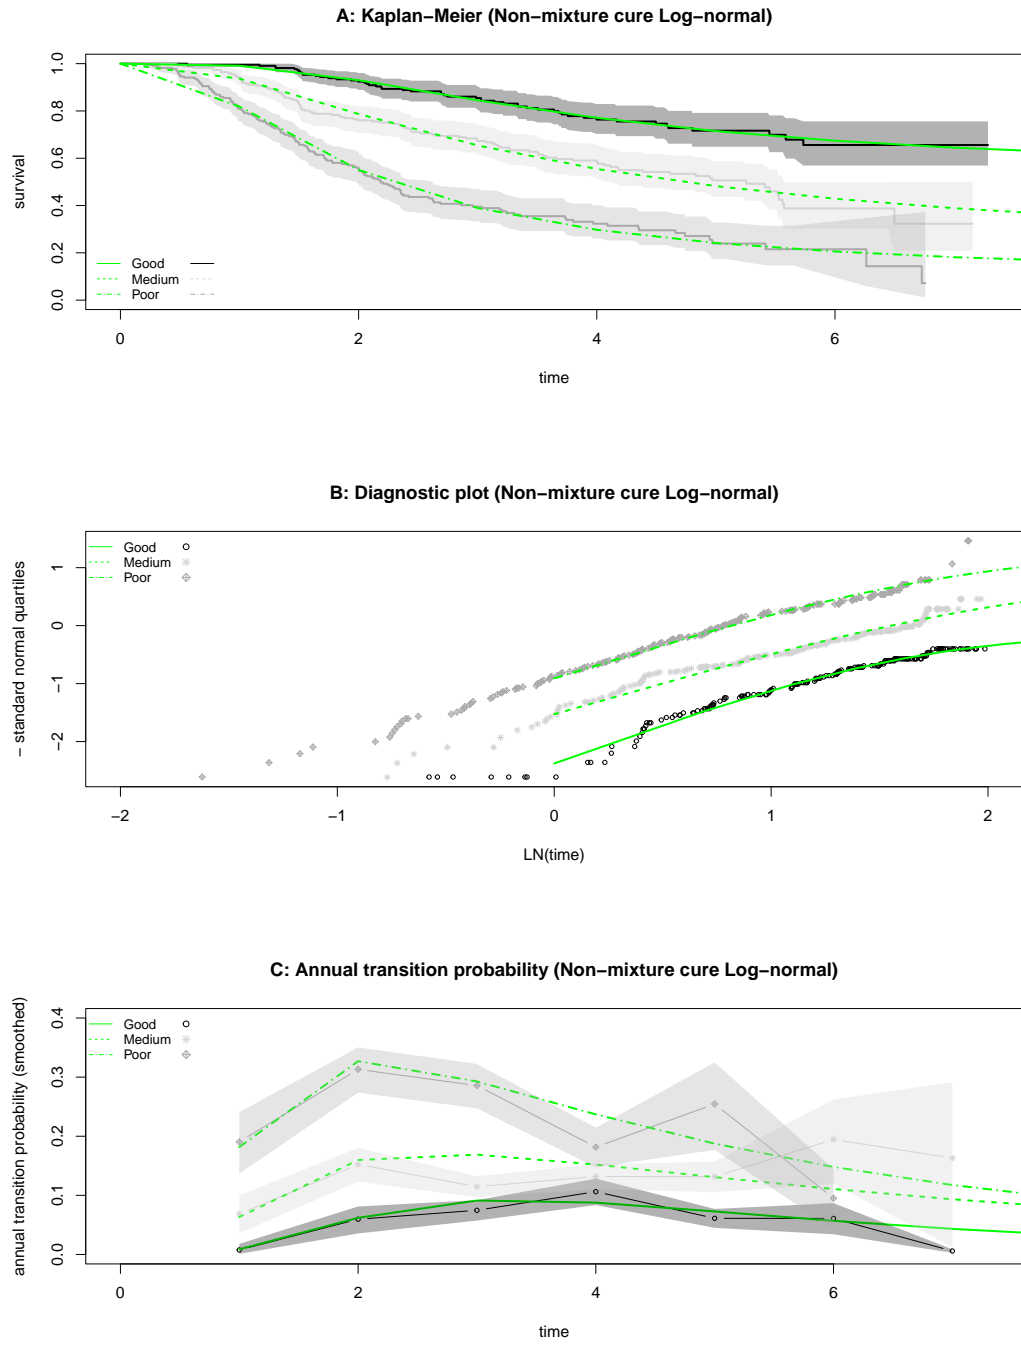 A: Kaplan−Meier (Non−mixture cure Log−normal)
survival
1.0
0.8
0.6
0.4
0.2
0.0
Good
Medium
Poor
0 2 4 6
time
B: Diagnostic plot (Non−mixture cure Log−normal)
− standard normal quartiles
1
0
−1
−2
Good
Medium
Poor
−2 −1 0 1 2
LN(time)
C: Annual transition probability (Non−mixture cure Log−normal)
annual transition probability (smoothed)
0.4
0.3
0.2
0.1
0.0
Good
Medium
Poor
0 2 4 6
time